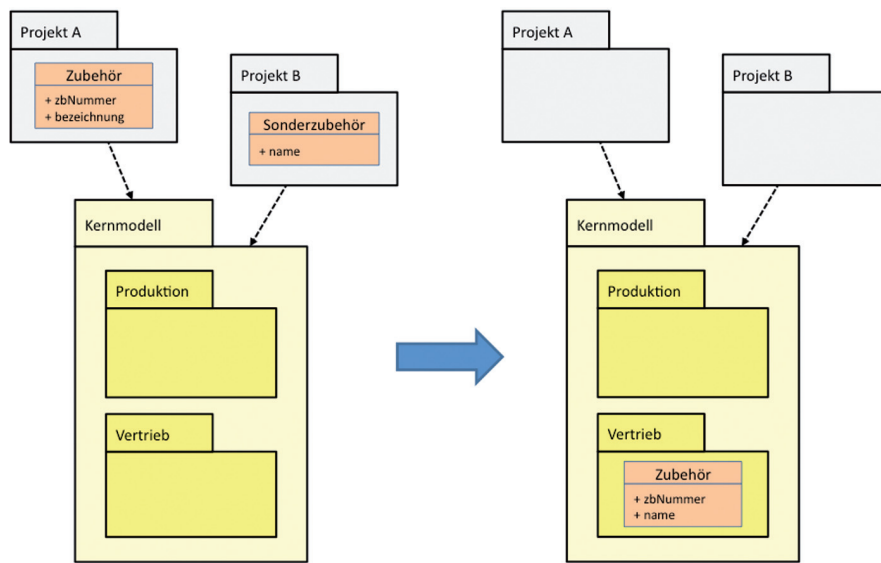 Projekt A
Zubehör
+ zbNummer
+ bezeichnung
Projekt B
Sonderzubehör
+ name
Kernmodell
Produktion
Vertrieb
Projekt A
Projekt B
Kernmodell
Produktion
Vertrieb
Zubehör
+ zbNummer
+ name